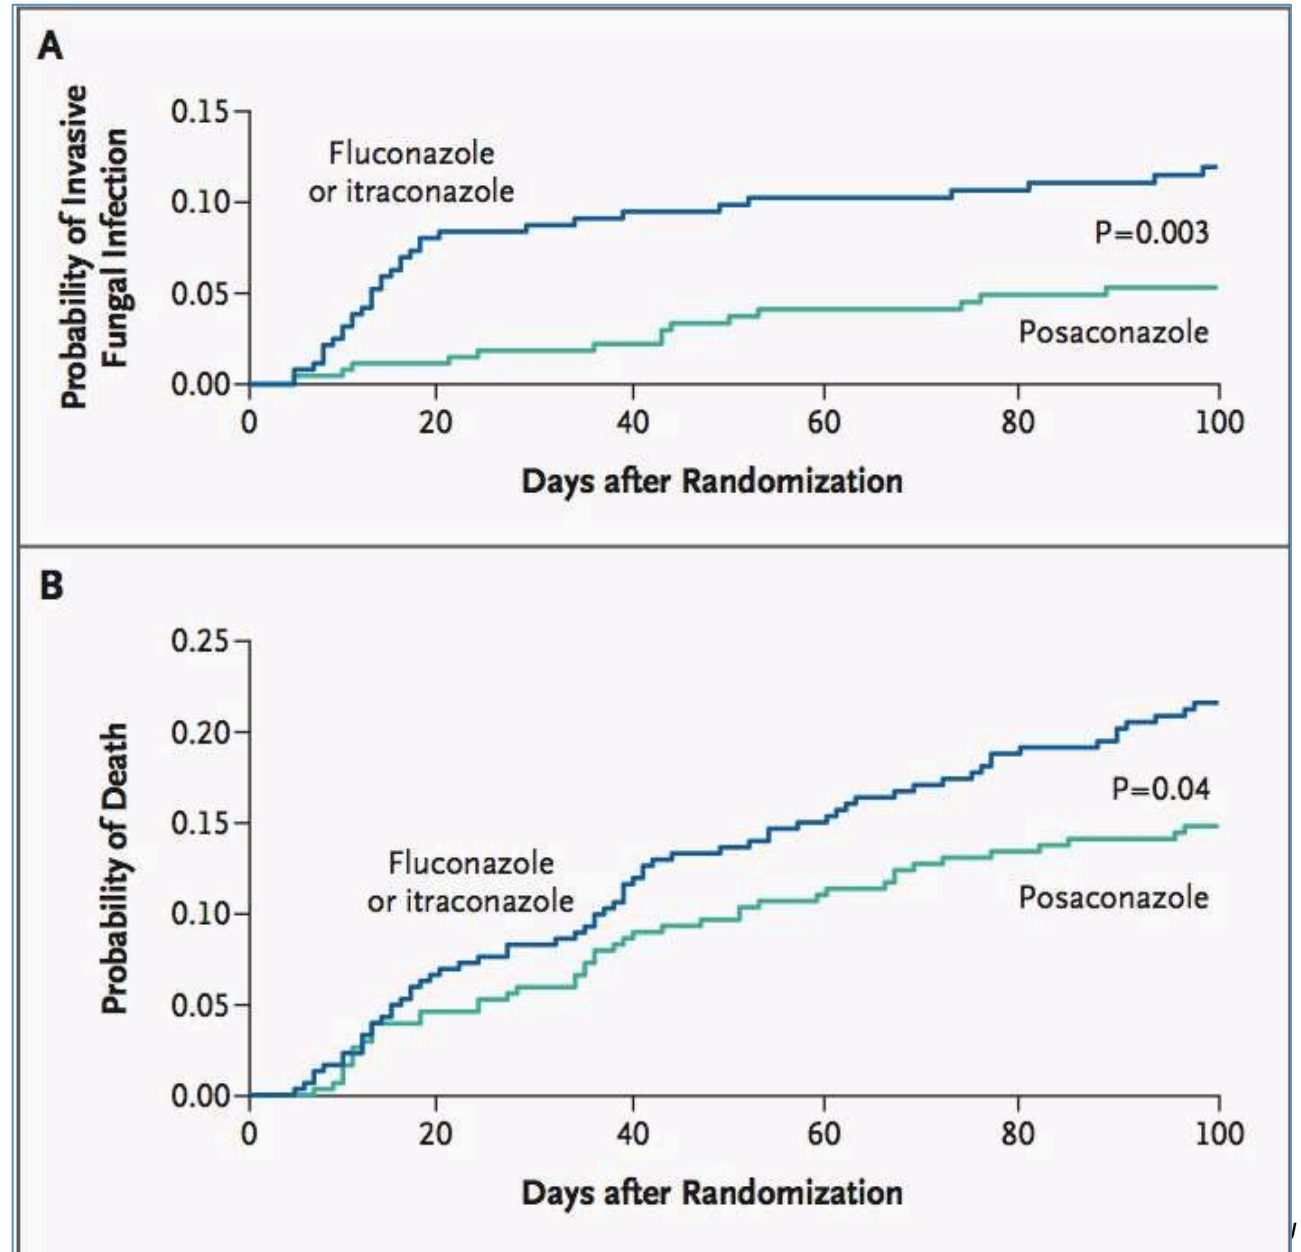 A
Probability of Invasive
Fungal Infection
0.15
0.10
0.05
0.00
Fluconazole
or itraconazole
P=0.003
Posaconazole
0 20 40 60 80 100
Days after Randomization
B
Probability of Death
0.25
0.20
0.15
0.10
0.05
0.00
Fluconazole
or itraconazole
P=0.04
Posaconazole
0 20 40 60 80 100
Days after Randomization